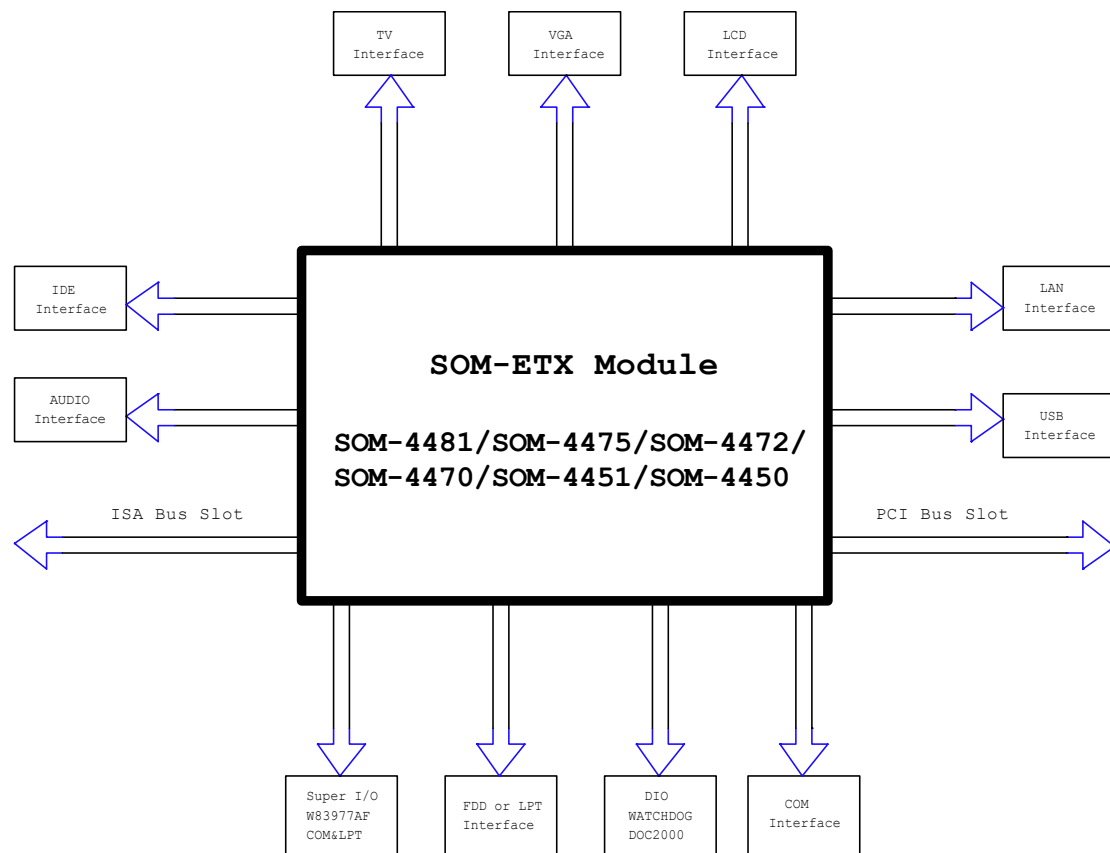 TV
Interface
VGA
Interface
LCD
Interface
IDE
Interface
LAN
Interface
SOM-ETX Module
AUDIO
Interface
USB
Interface
SOM-4481/SOM-4475/SOM-4472/
SOM-4470/SOM-4451/SOM-4450
ISA Bus Slot
PCI Bus Slot
Super I/O
W83977AF
COM&LPT
FDD or LPT
Interface
DIO
WATCHDOG
DOC2000
COM
Interface